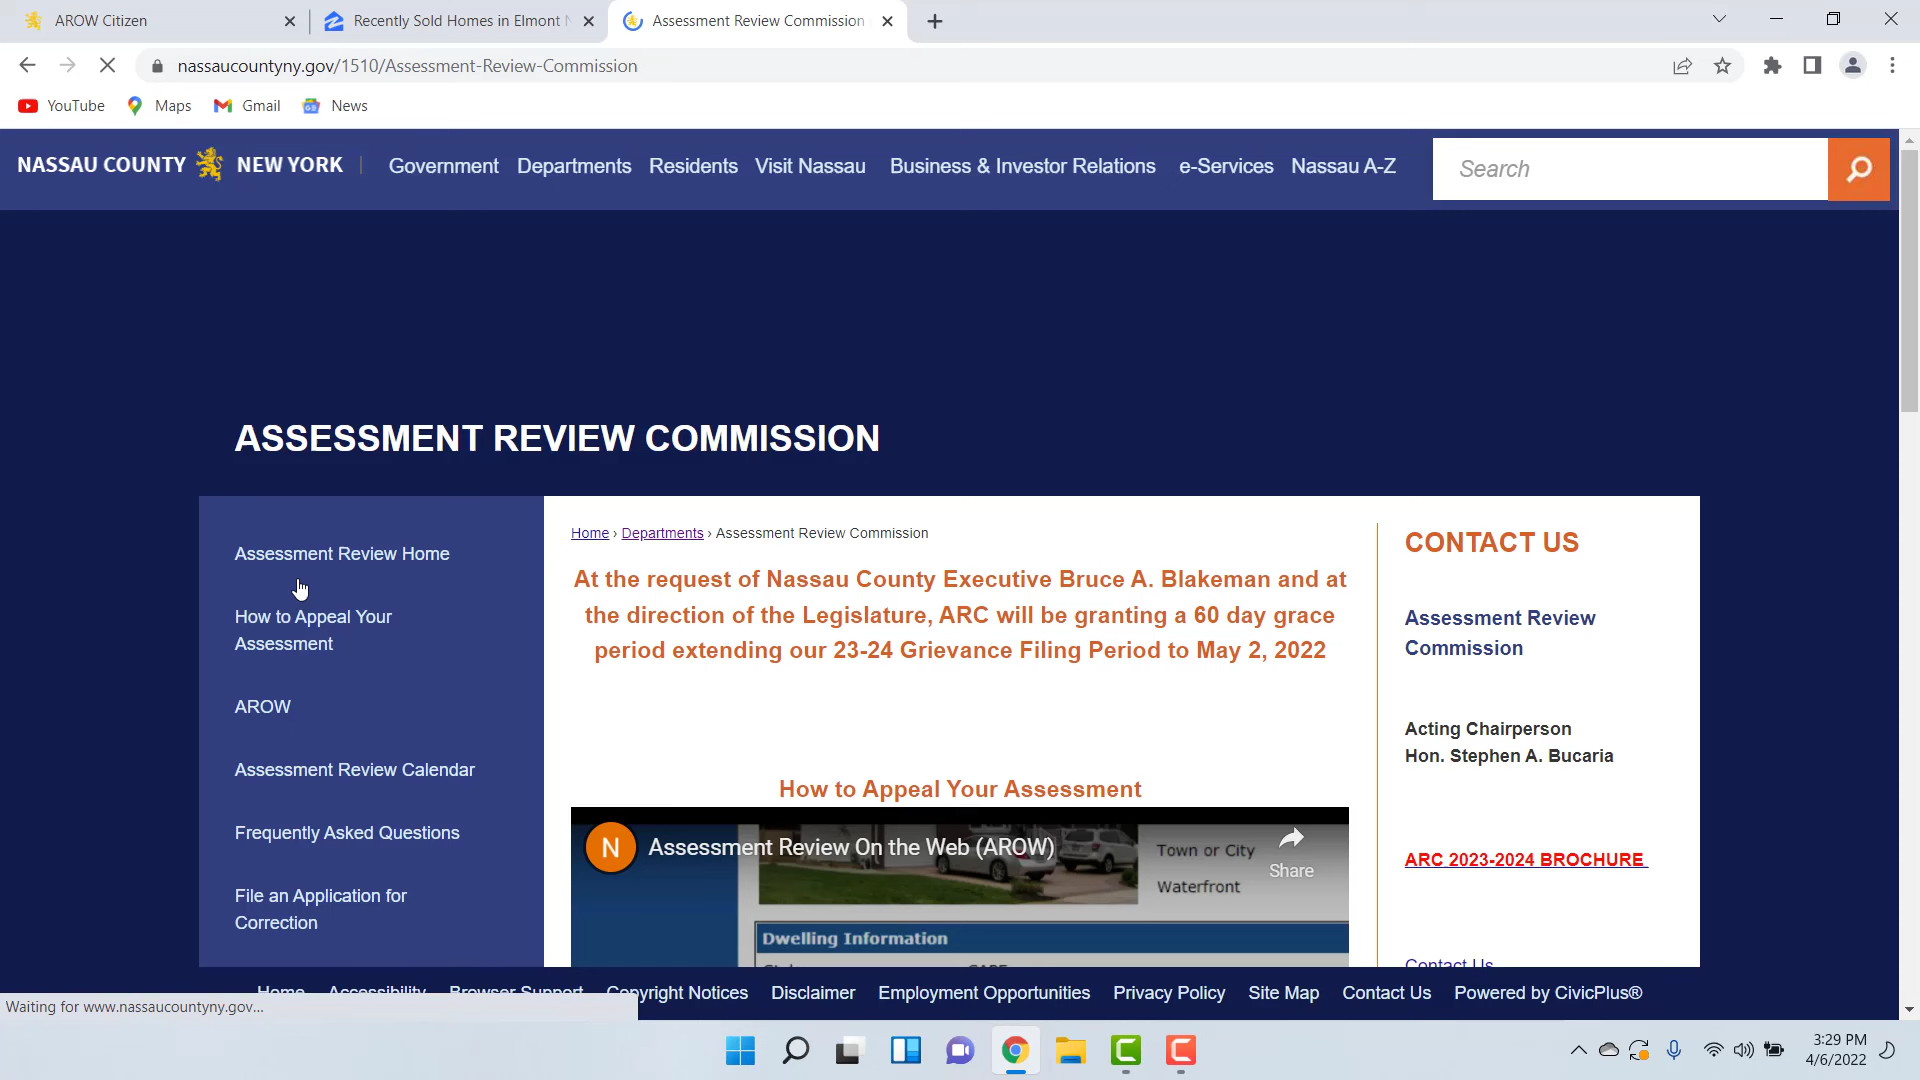 AROW Citizen
Recently Sold Homes in Elmont
Assessment Review Commission
nassaucountyny.gov/1510/Assessment-Review-Commission
YouTube Maps Gmail News
NASSAU COUNTY NEW YORK
Government Departments Residents Visit Nassau Business & Investor Relations e-Services Nassau A-Z
Search
ASSESSMENT REVIEW COMMISSION
Assessment Review Home
How to Appeal Your
Assessment
AROW
Assessment Review Calendar
Frequently Asked Questions
File an Application for
Correction
Home › Departments › Assessment Review Commission
At the request of Nassau County Executive Bruce A. Blakeman and at
the direction of the Legislature, ARC will be granting a 60 day grace
period extending our 23-24 Grievance Filing Period to May 2, 2022
How to Appeal Your Assessment
N Assessment Review On the Web (AROW)
Share
Town or City
Waterfront
Dwelling Information
CONTACT US
Assessment Review
Commission
Acting Chairperson
Hon. Stephen A. Bucaria
ARC 2023-2024 BROCHURE
Contact Us
Home Accessibility Browser Support Copyright Notices Disclaimer Employment Opportunities Privacy Policy Site Map Contact Us Powered by CivicPlus®
Waiting for www.nassaucountyny.gov...
3:29 PM
4/6/2022